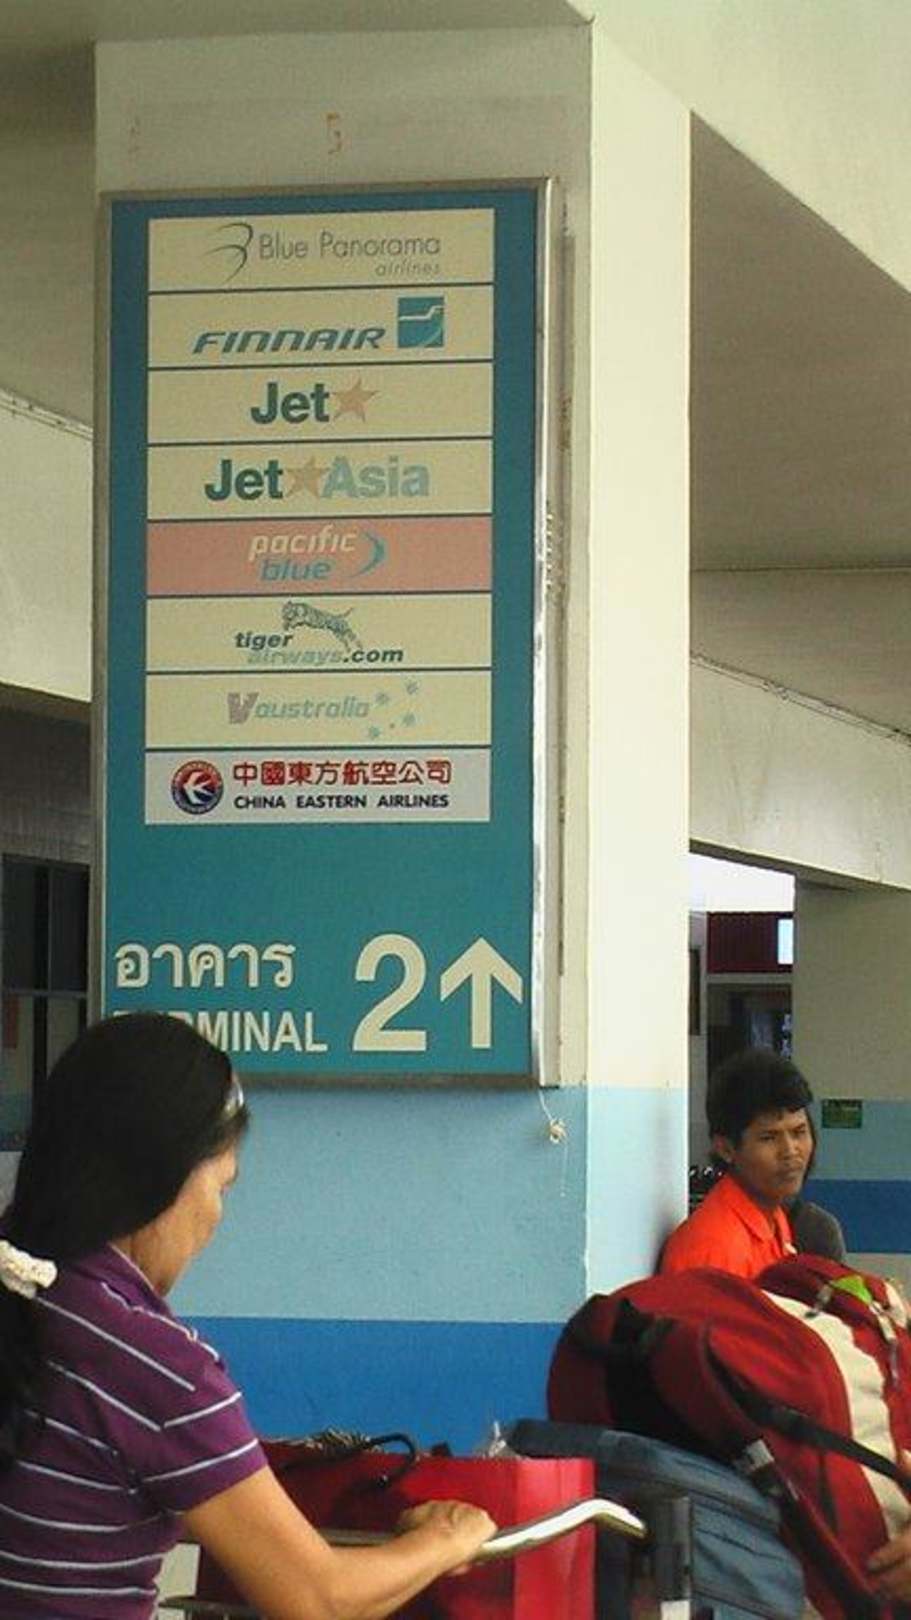 Blue Panorama
airlines
FINNAIR
Jet
Jet Asia
pacific
blue
tiger
airways.com
Vaustralia
中國東方航空公司
CHINA EASTERN AIRLINES
อาคาร 2
TERMINAL